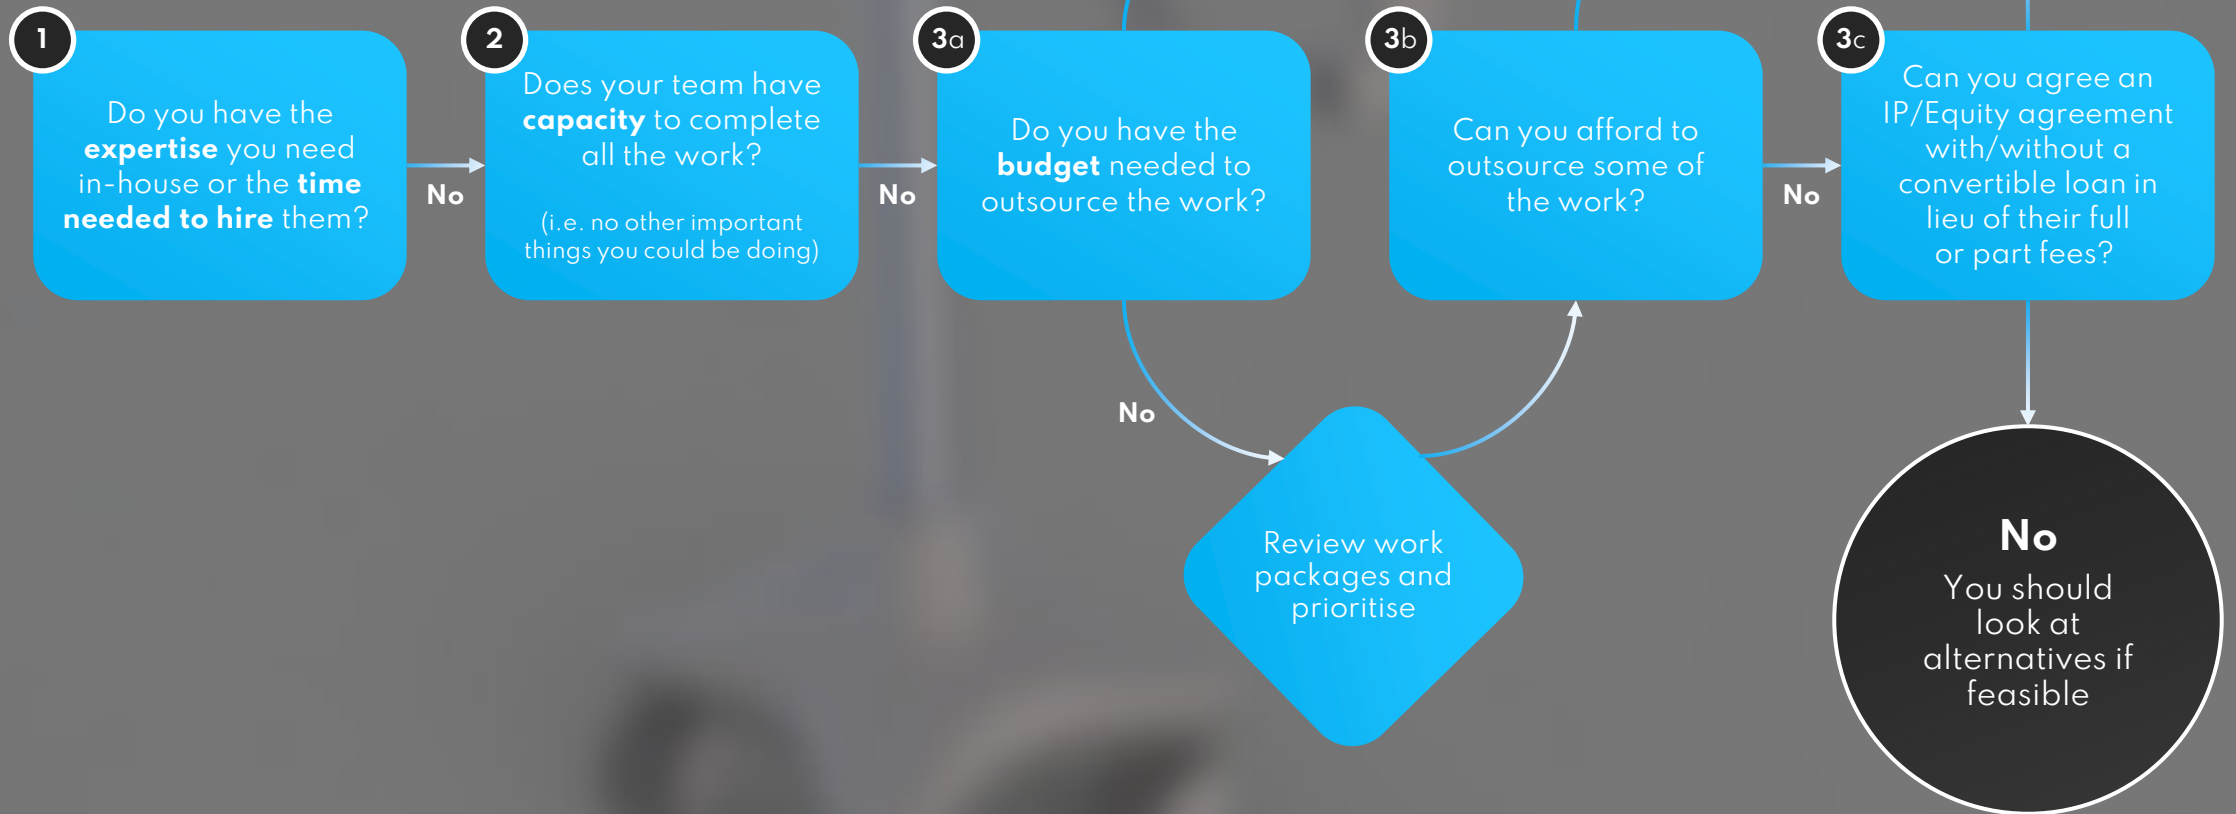 1
Do you have the
expertise you need
in-house or the time
needed to hire them?
No
2
Does your team have
capacity to complete
all the work?
(i.e. no other important
things you could be doing)
No
3a
Do you have the
budget needed to
outsource the work?
No
Review work
packages and
prioritise
3b
Can you afford to
outsource some of
the work?
No
3c
Can you agree an
IP/Equity agreement
with/without a
convertible loan in
lieu of their full
or part fees?
No
You should
look at
alternatives if
feasible